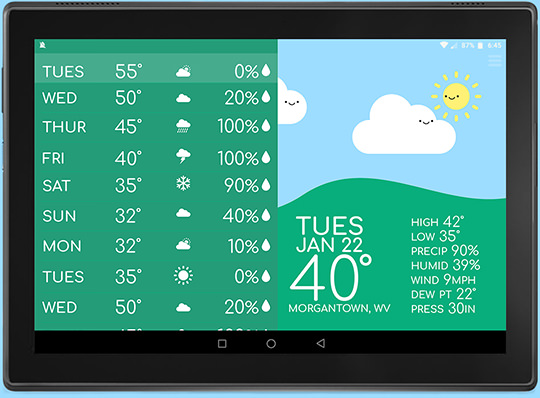 87% 6:45
TUES 55° 0%
WED 50° 20%
THUR 45° 100%
FRI 40° 100%
SAT 35° 90%
SUN 32° 40%
MON 32° 10%
TUES 35° 0%
WED 50° 20%
TUES
JAN 22
40°
MORGANTOWN, WV
HIGH 42°
LOW 35°
PRECIP 90%
HUMID 39%
WIND 9MPH
DEW PT 22°
PRESS 30IN